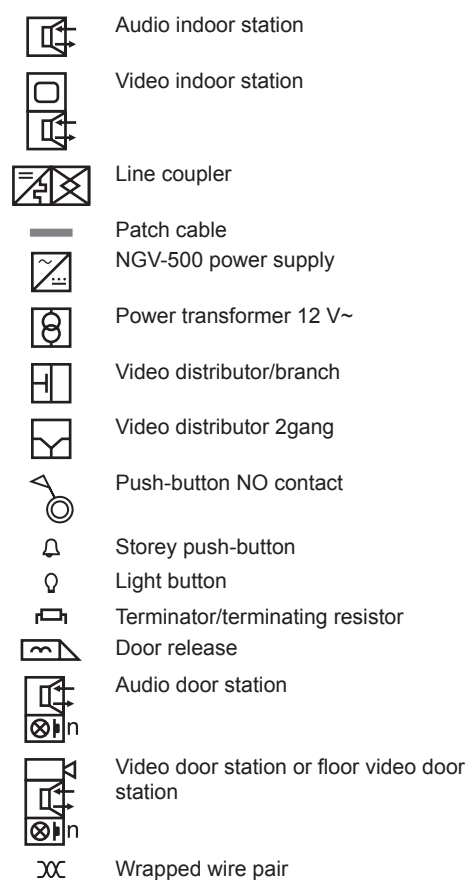 Audio indoor station
Video indoor station
Line coupler
Patch cable
NGV-500 power supply
Power transformer 12 V~
Video distributor/branch
Video distributor 2gang
Push-button NO contact
Storey push-button
Light button
Terminator/terminating resistor
Door release
Audio door station
n
Video door station or floor video door
station
n
Wrapped wire pair